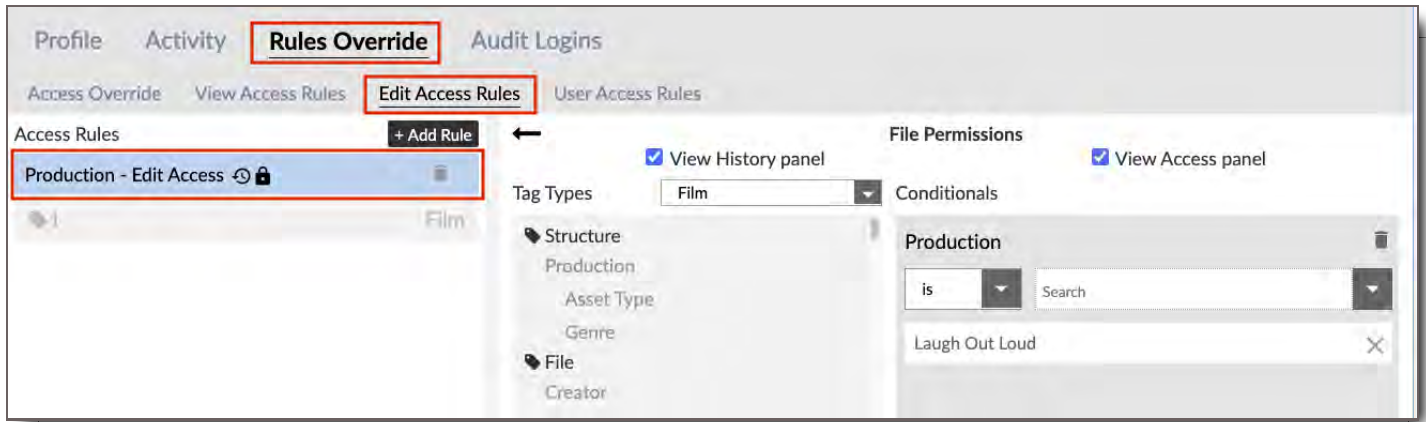 Profile Activity Rules Override Audit Logins
Access Override View Access Rules Edit Access Rules User Access Rules
Access Rules + Add Rule
Production - Edit Access
1 Film
File Permissions
View History panel View Access panel
Tag Types Film
Structure
Production
Asset Type
Genre
File
Creator
Conditionals
Production
is Search
Laugh Out Loud